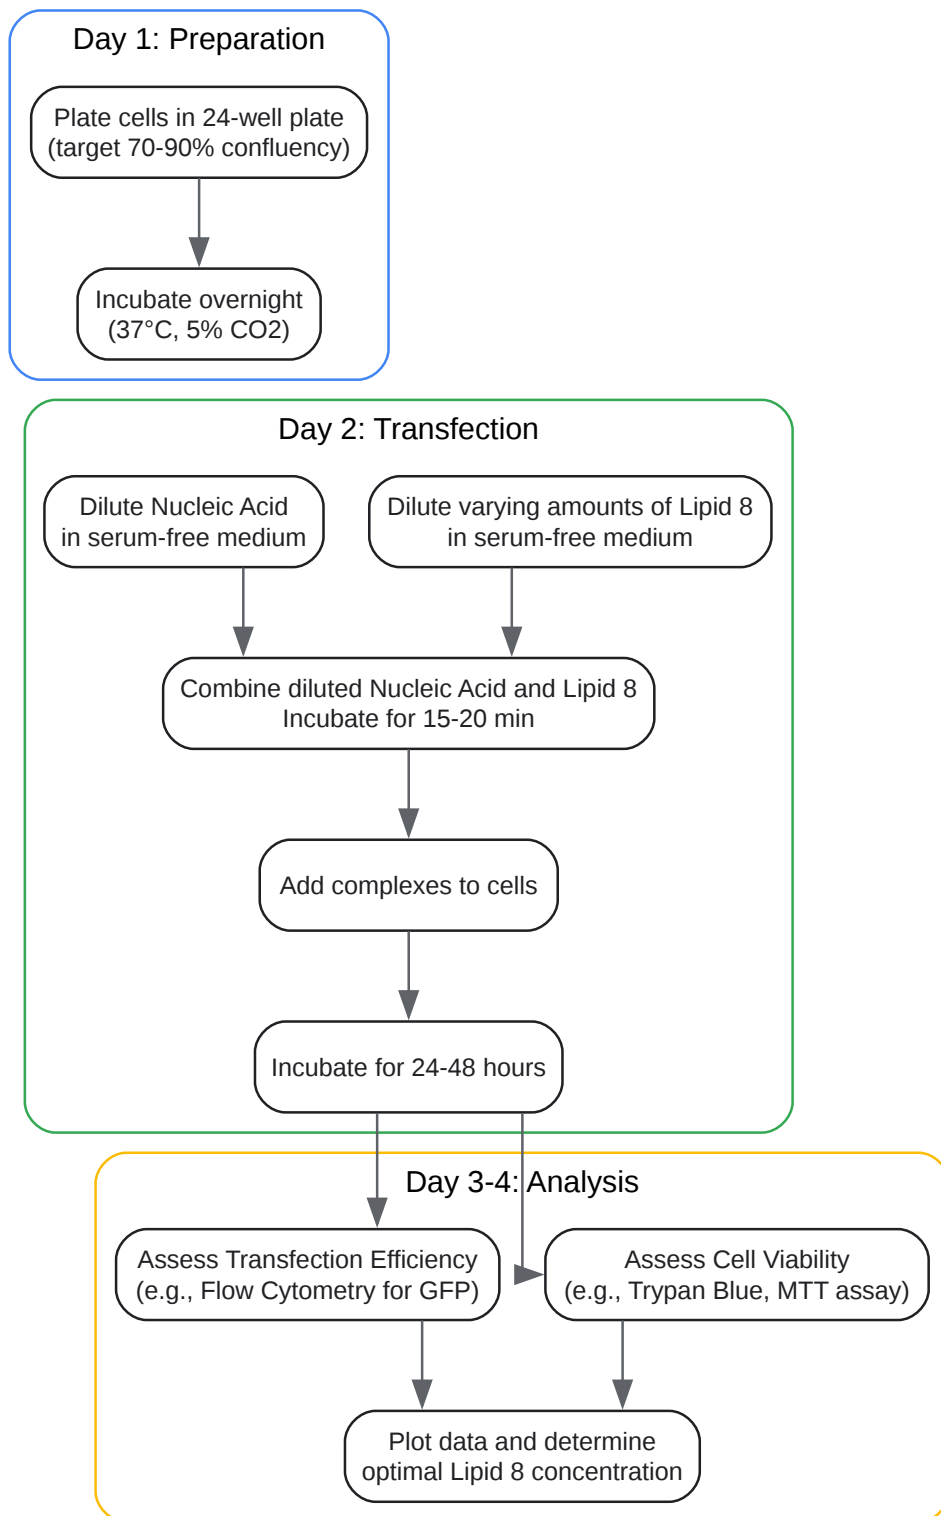 Day 1: Preparation
Plate cells in 24-well plate
(target 70-90% confluency)
Incubate overnight
(37°C, 5% CO2)
Day 2: Transfection
Dilute Nucleic Acid
in serum-free medium
Dilute varying amounts of Lipid 8
in serum-free medium
Combine diluted Nucleic Acid and Lipid 8
Incubate for 15-20 min
Add complexes to cells
Incubate for 24-48 hours
Day 3-4: Analysis
Assess Transfection Efficiency
(e.g., Flow Cytometry for GFP)
Assess Cell Viability
(e.g., Trypan Blue, MTT assay)
Plot data and determine
optimal Lipid 8 concentration